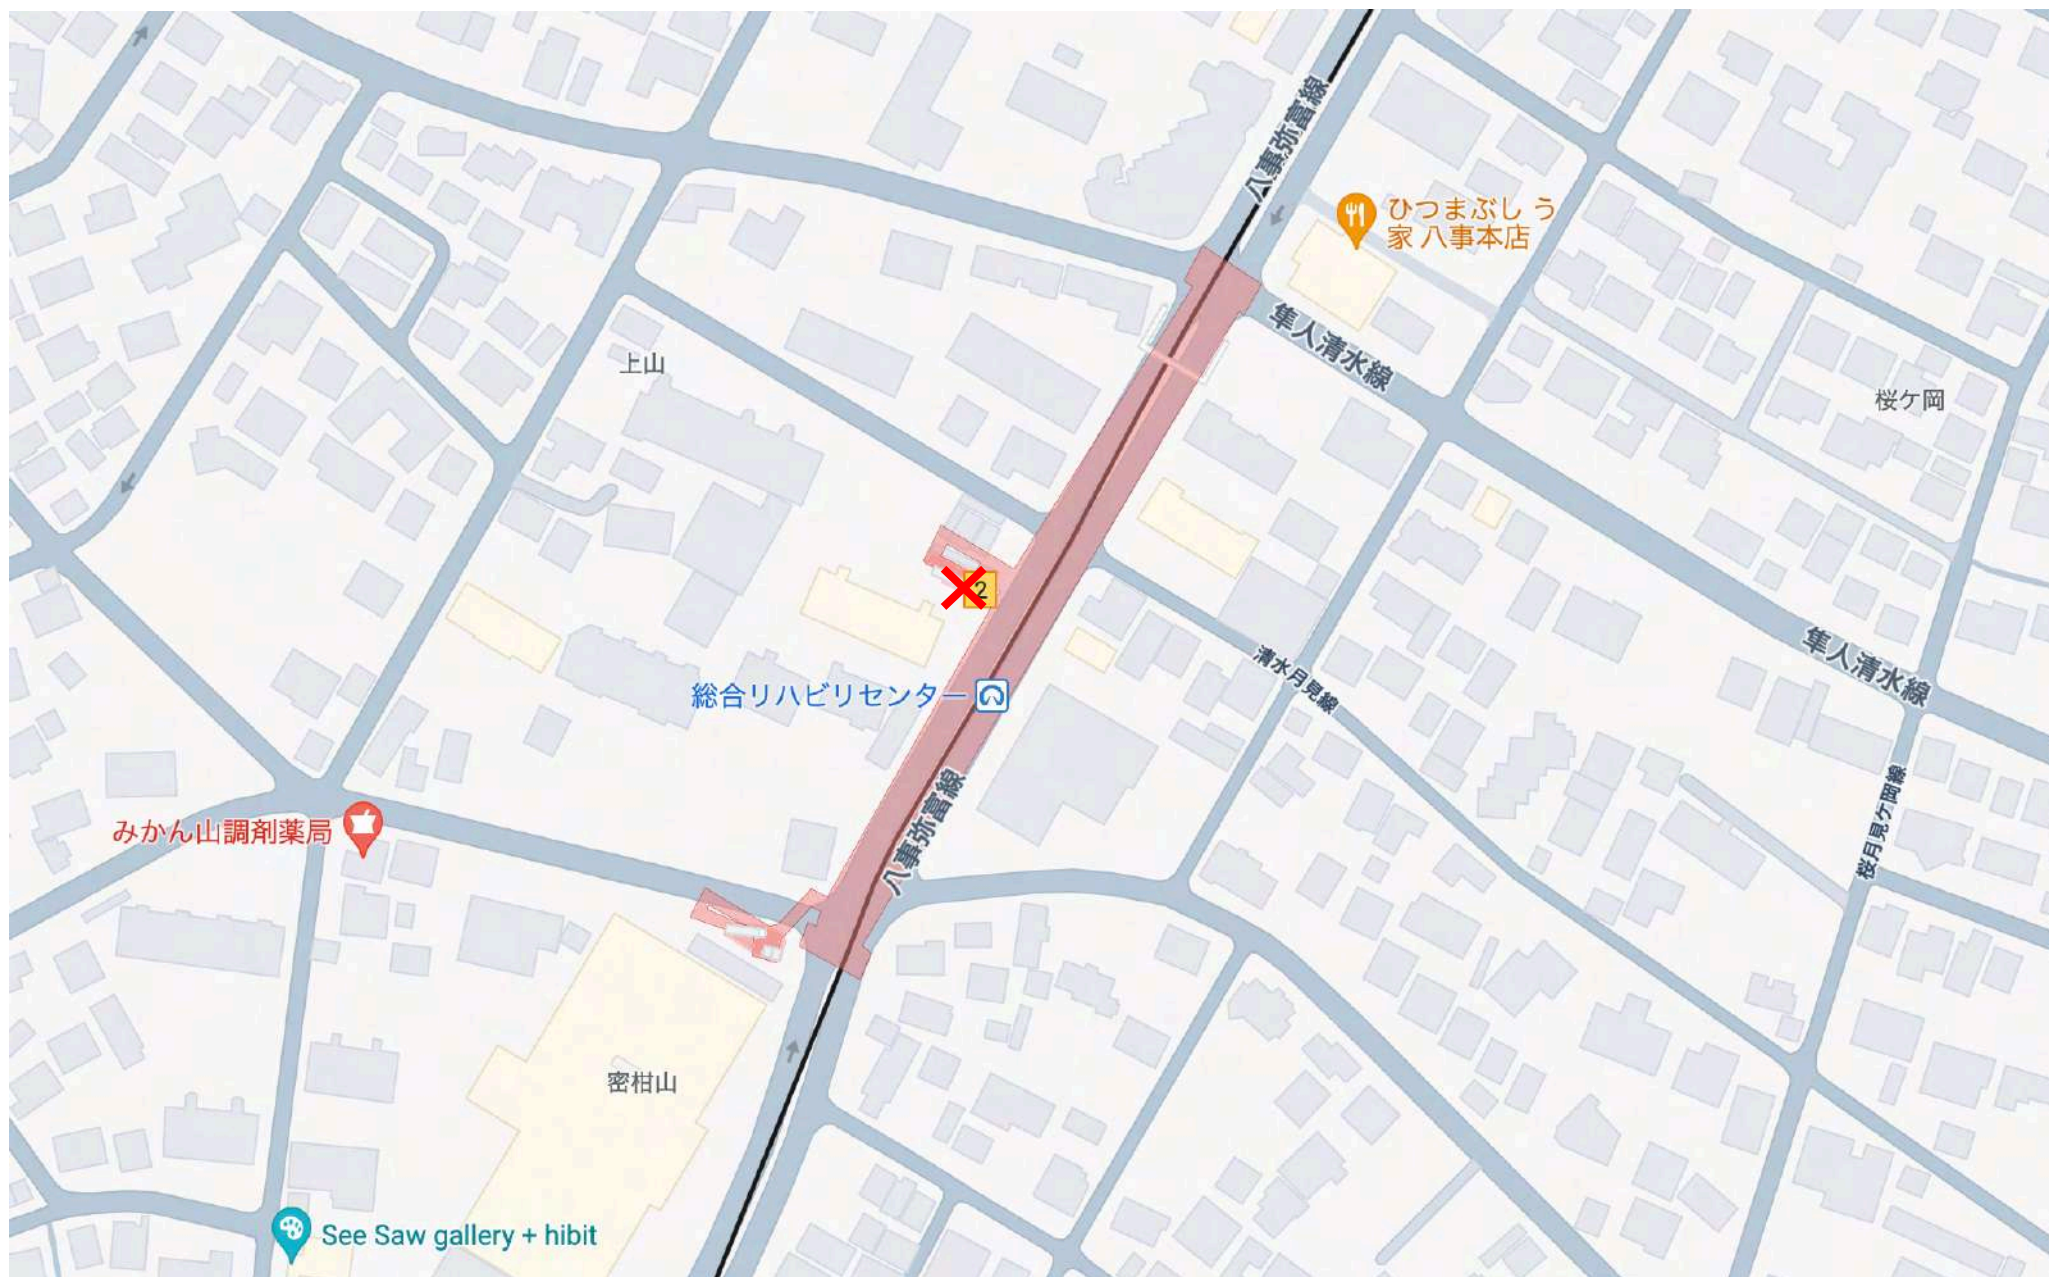 八事弥富線
ひつまぶし う
家 八事本店
隼人清水線
上山
桜ケ岡
2
隼人清水線
清水月見線
総合リハビリセンター
八事弥富線
桜月見ケ岡線
みかん山調剤薬局
密柑山
See Saw gallery + hibit